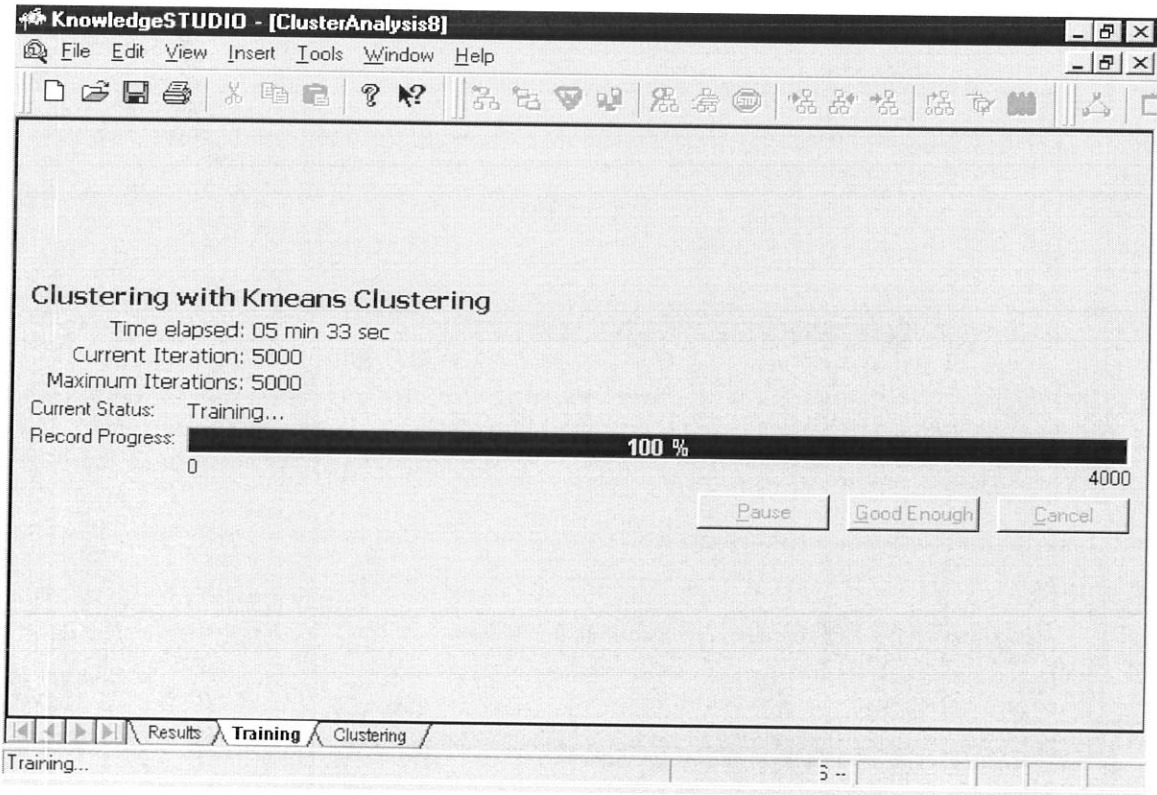 KnowledgeSTUDIO - [ClusterAnalysis8]
File Edit View Insert Tools Window Help
Clustering with Kmeans Clustering
Time elapsed: 05 min 33 sec
Current Iteration: 5000
Maximum Iterations: 5000
Current Status: Training...
Record Progress: 100 %
0 4000
Pause Good Enough Cancel
Results Training Clustering
Training...